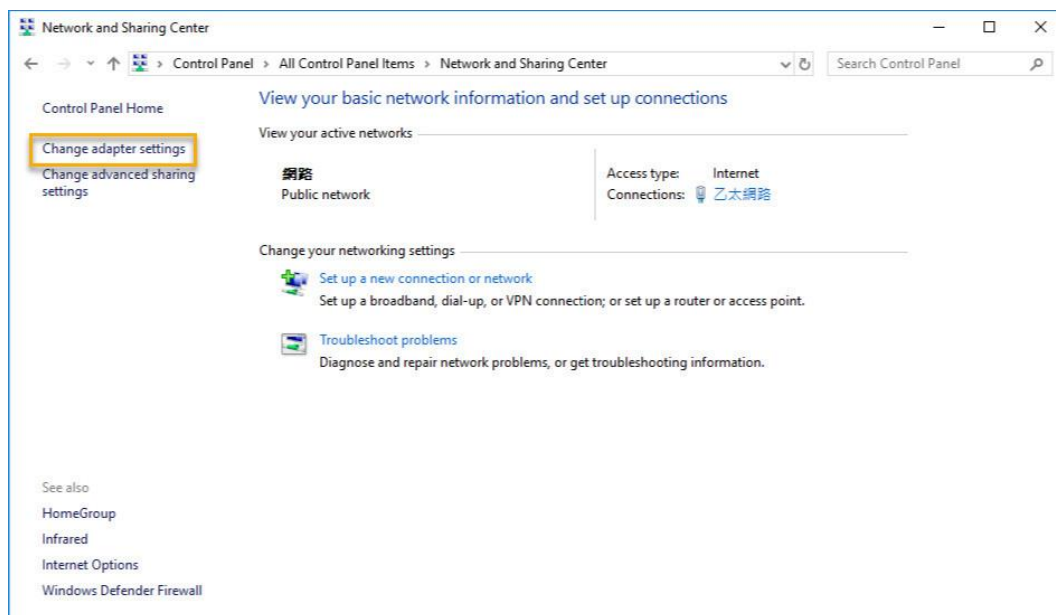 Network and Sharing Center
Control Panel > All Control Panel Items > Network and Sharing Center
Search Control Panel
Control Panel Home
Change adapter settings
Change advanced sharing
settings
View your basic network information and set up connections
View your active networks
網路
Public network
Access type: Internet
Connections: 乙太網路
Change your networking settings
Set up a new connection or network
Set up a broadband, dial-up, or VPN connection; or set up a router or access point.
Troubleshoot problems
Diagnose and repair network problems, or get troubleshooting information.
See also
HomeGroup
Infrared
Internet Options
Windows Defender Firewall